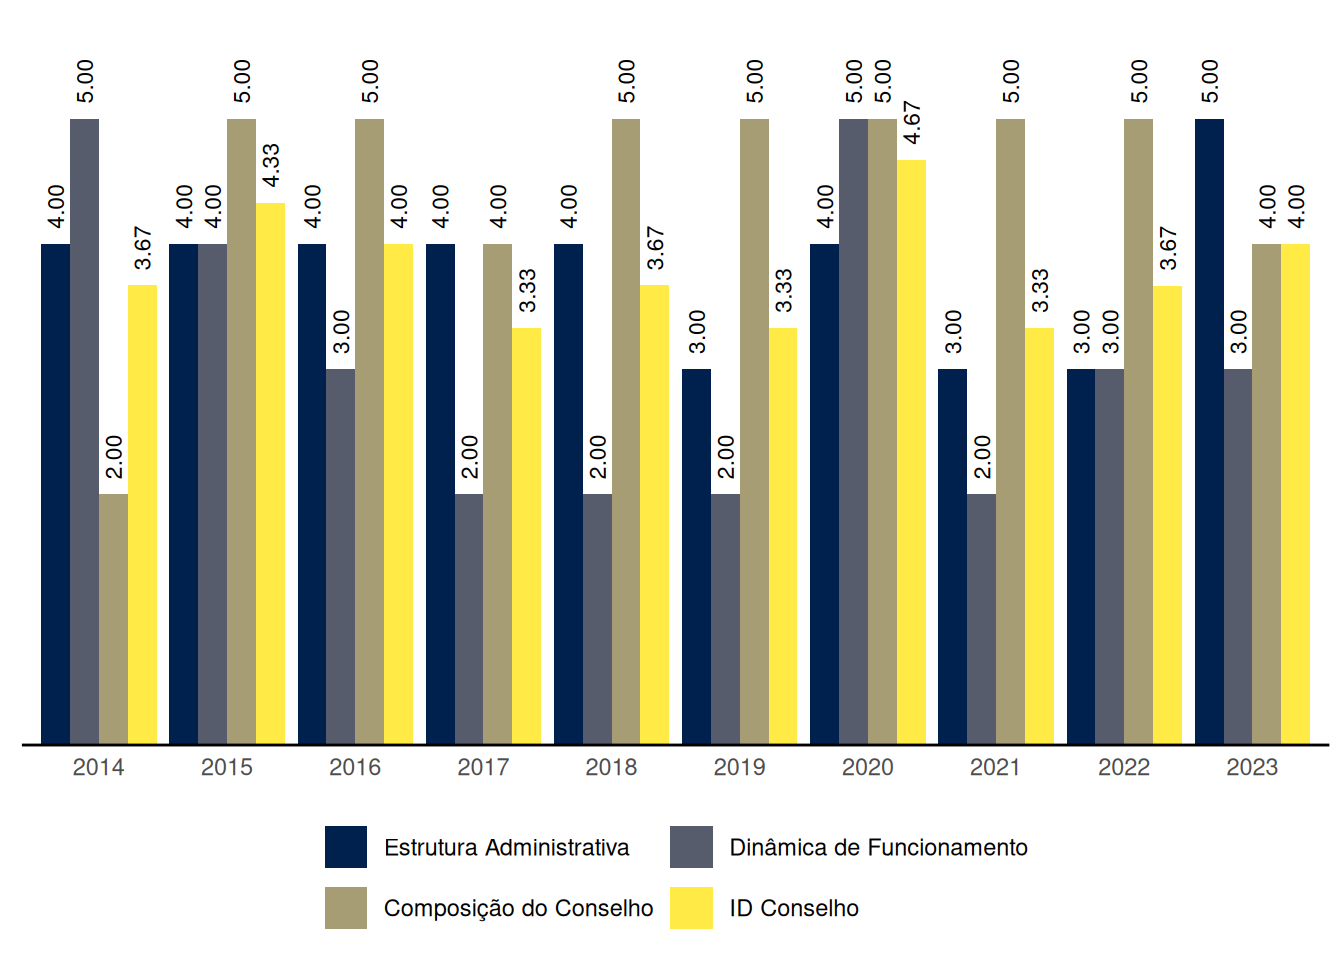 4.00 5.00 2.00 3.67 4.00 4.00 5.00 4.33 4.00 3.00 5.00 4.00 4.00 2.00 4.00 3.33 4.00 2.00 5.00 3.67 3.00 2.00 5.00 3.33 4.00 5.00 5.00 4.67 3.00 2.00 5.00 3.33 3.00 3.00 5.00 3.67 5.00 3.00 4.00 4.00
2014 2015 2016 2017 2018 2019 2020 2021 2022 2023
Estrutura Administrativa Dinâmica de Funcionamento
Composição do Conselho ID Conselho